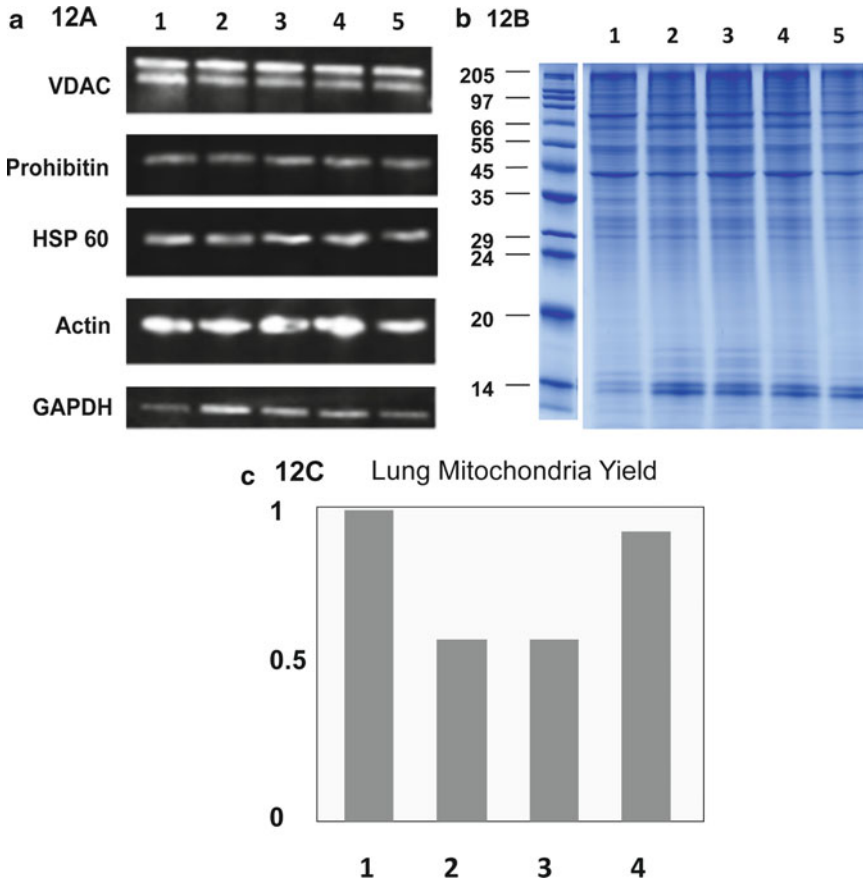 a 12A 1 2 3 4 5
VDAC
Prohibitin
HSP 60
Actin
GAPDH
b 12B 1 2 3 4 5
205
97
66
55
45
35
29
24
20
14
c 12C Lung Mitochondria Yield
1
0.5
0
1 2 3 4